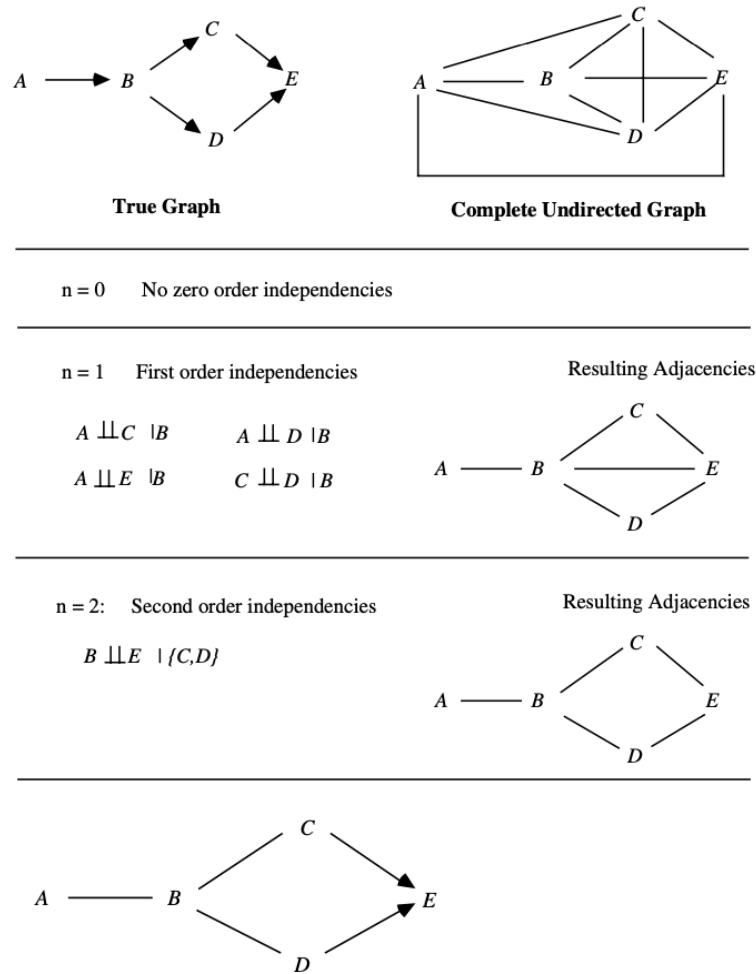 C
A B E
D
True Graph
C
A B E
D
Complete Undirected Graph
n = 0 No zero order independencies
n = 1 First order independencies
Resulting Adjacencies
A ⫫ C | B A ⫫ D | B
A ⫫ E | B C ⫫ D | B
C
A B E
D
n = 2: Second order independencies
Resulting Adjacencies
B ⫫ E | {C,D}
C
A B E
D
C
A B E
D